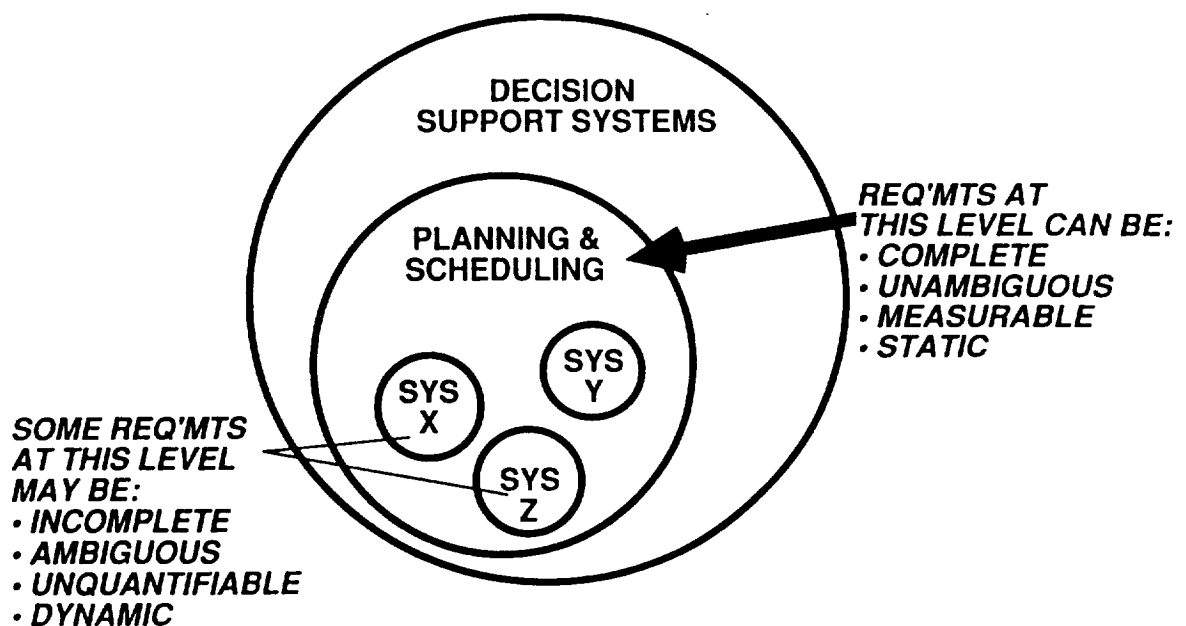 DECISION
SUPPORT SYSTEMS
PLANNING &
SCHEDULING
REQ'MTS AT
THIS LEVEL CAN BE:
• COMPLETE
• UNAMBIGUOUS
• MEASURABLE
• STATIC
SYS
X
SYS
Y
SYS
Z
SOME REQ'MTS
AT THIS LEVEL
MAY BE:
• INCOMPLETE
• AMBIGUOUS
• UNQUANTIFIABLE
• DYNAMIC